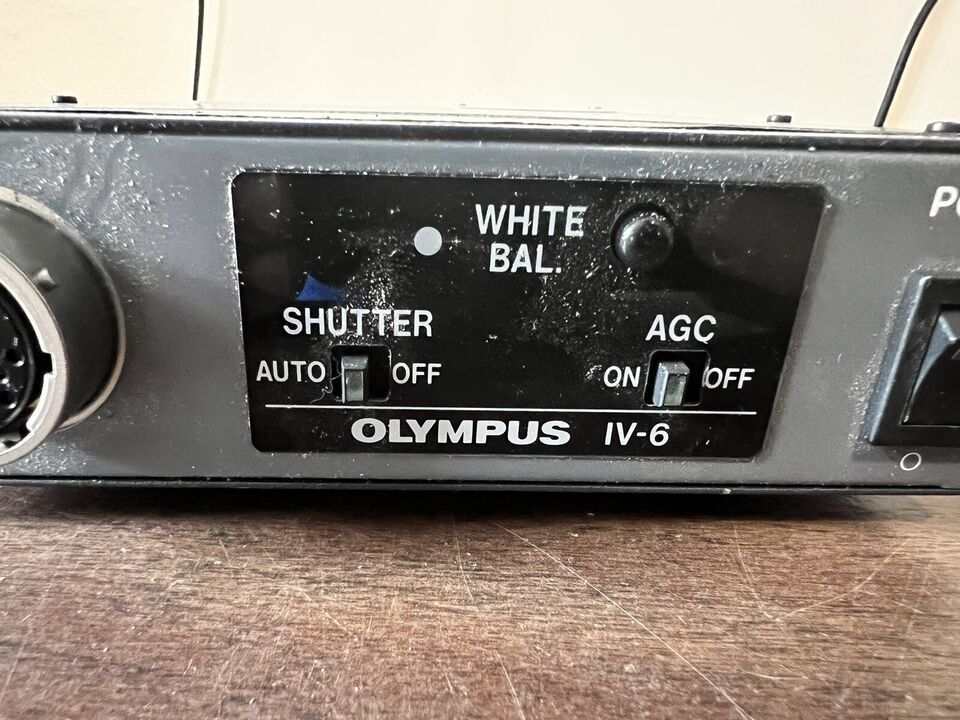 WHITE
BAL.
SHUTTER
AUTO OFF
AGC
ON OFF
OLYMPUS IV-6
O